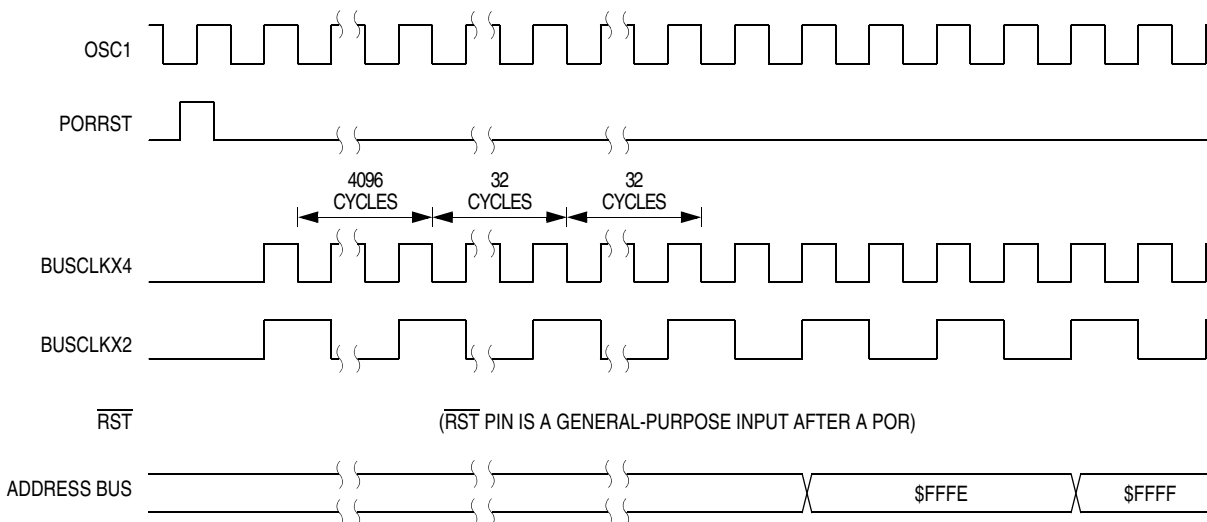 OSC1
PORRST
4096
CYCLES
32
CYCLES
32
CYCLES
BUSCLKX4
BUSCLKX2
RST
(RST PIN IS A GENERAL-PURPOSE INPUT AFTER A POR)
ADDRESS BUS
$FFFE
$FFFF